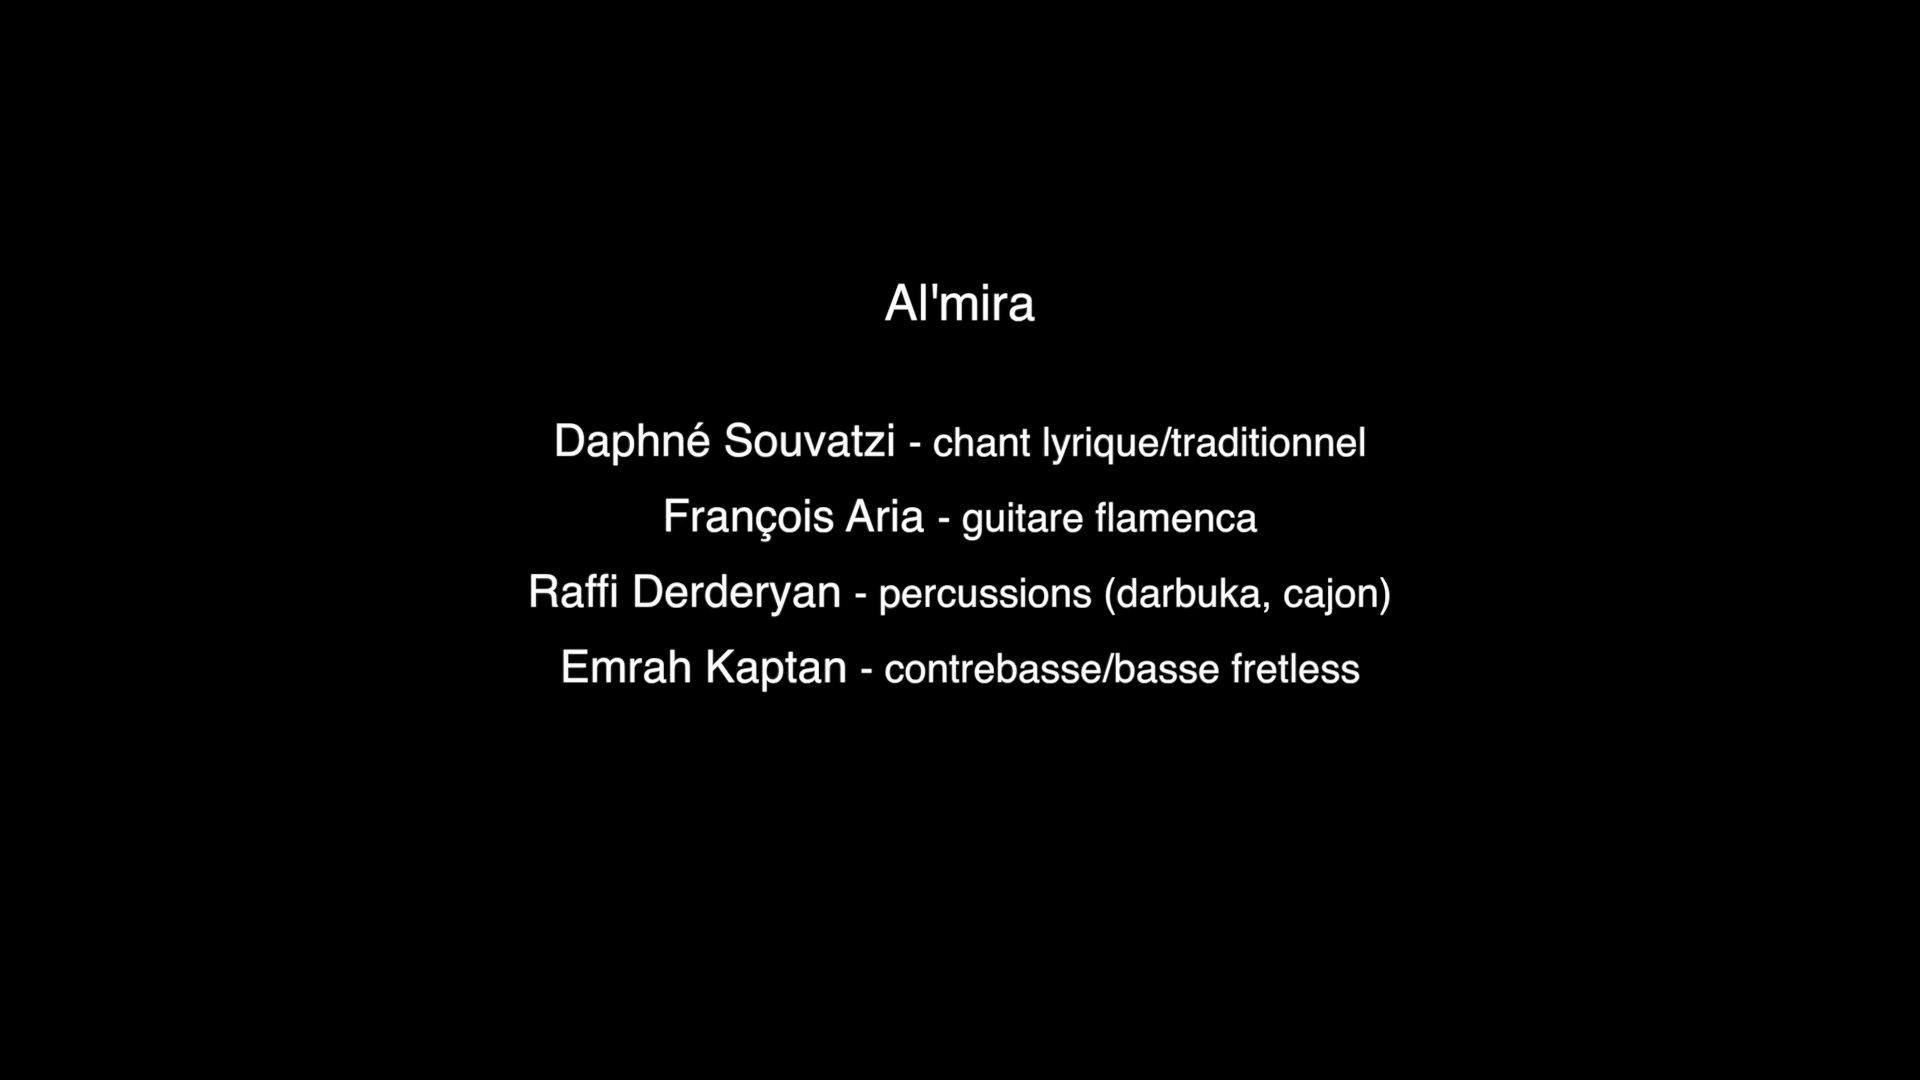 Al'mira
Daphné Souvatzi - chant lyrique/traditionnel
François Aria - guitare flamenca
Raffi Derderyan - percussions (darbuka, cajon)
Emrah Kaptan - contrebasse/basse fretless